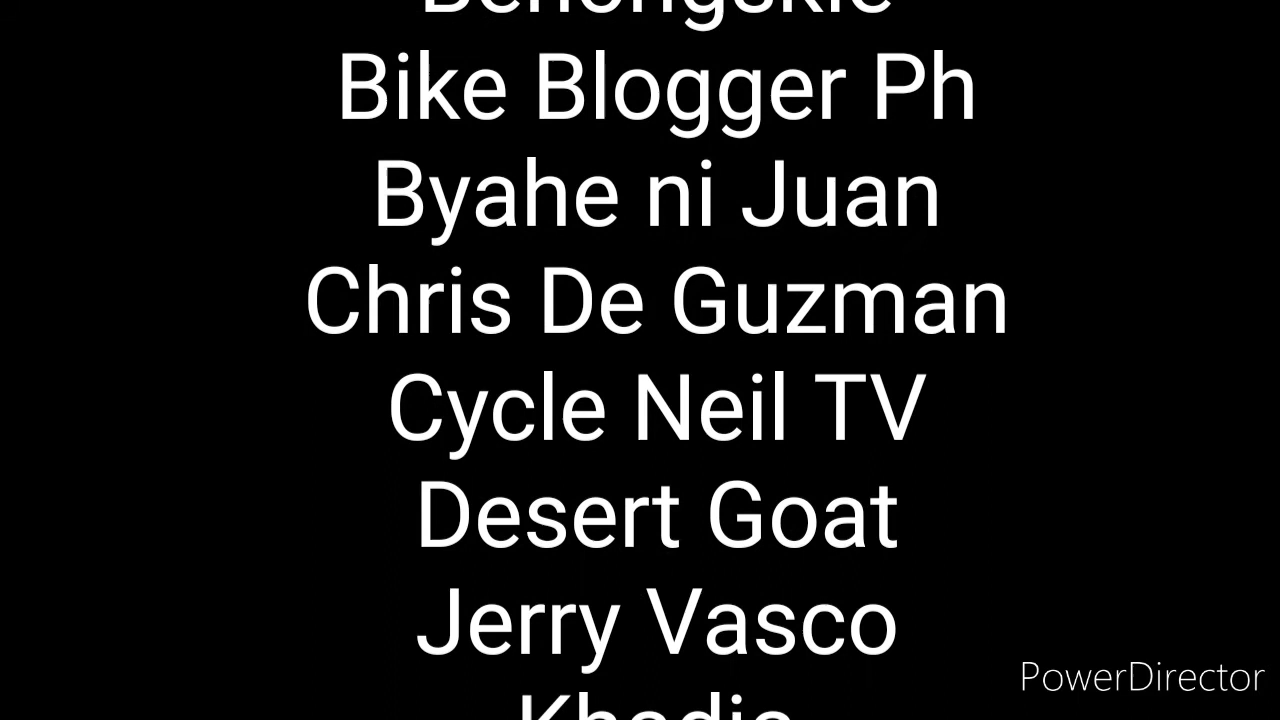 Bike Blogger Ph
Byahe ni Juan
Chris De Guzman
Cycle Neil TV
Desert Goat
Jerry Vasco
PowerDirector